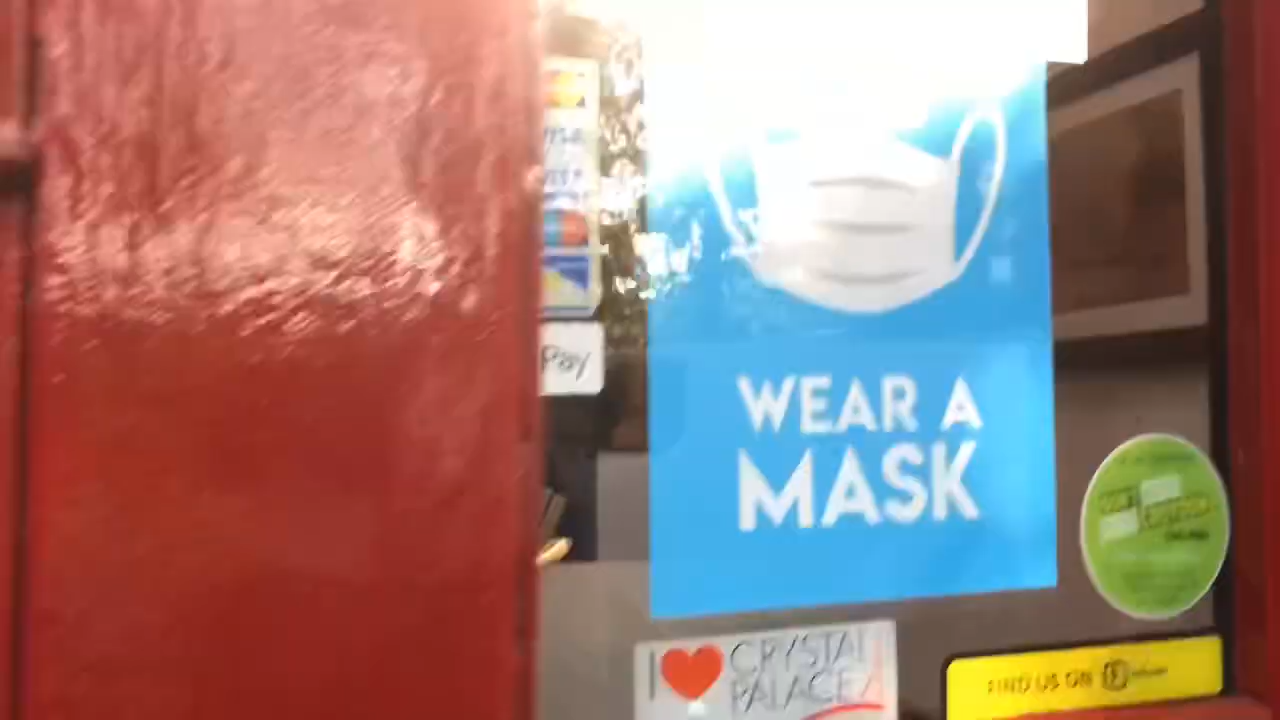 VISA
Pay
WEAR A
MASK
I
CRYSTAL
PALACE
FIND US ON